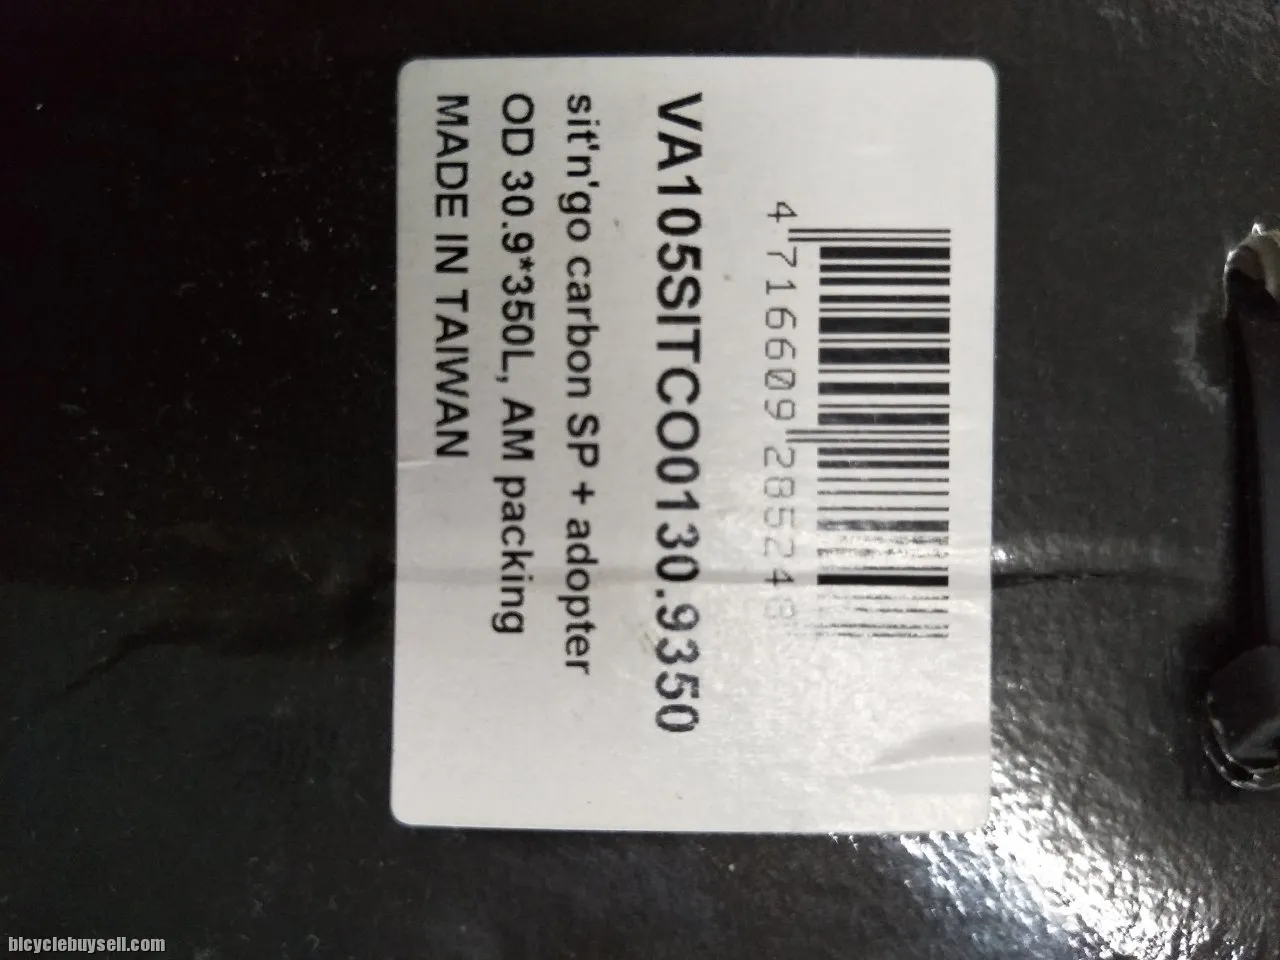 4 716609 285248
VA105SITCO0130.9350
sit'n'go carbon SP + adopter
OD 30.9*350L, AM packing
MADE IN TAIWAN
bicyclebuysell.com